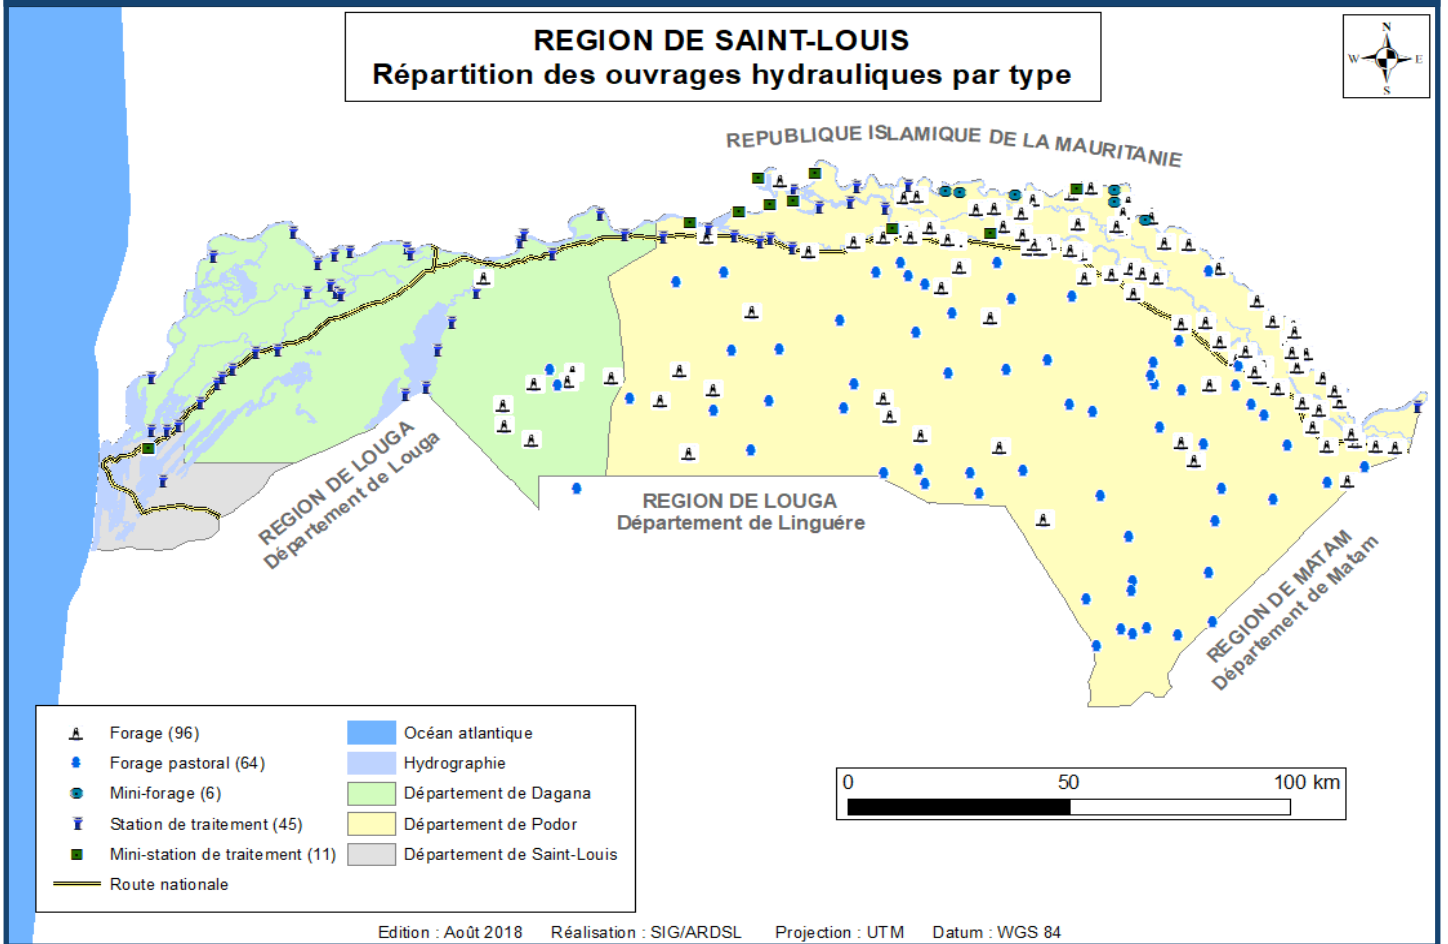 REGION DE SAINT-LOUIS
Répartition des ouvrages hydrauliques par type
N
W E
S
REPUBLIQUE ISLAMIQUE DE LA MAURITANIE
REGION DE LOUGA
Département de Louga
REGION DE LOUGA
Département de Linguére
REGION DE MATAM
Département de Matam
Forage (96)
Forage pastoral (64)
Mini-forage (6)
Station de traitement (45)
Mini-station de traitement (11)
Route nationale
Océan atlantique
Hydrographie
Département de Dagana
Département de Podor
Département de Saint-Louis
0 50 100 km
Edition : Août 2018 Réalisation : SIG/ARDSL Projection : UTM Datum : WGS 84